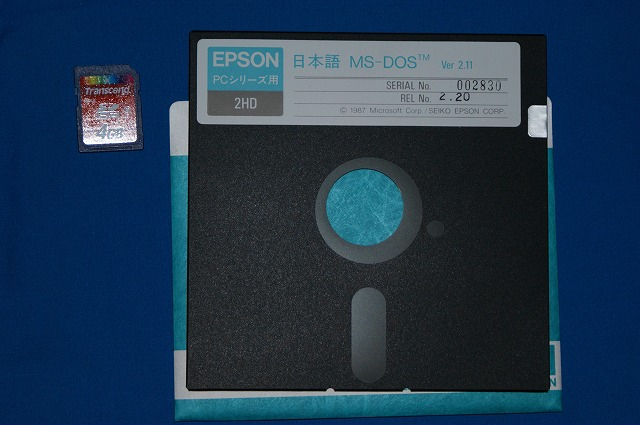 Transcend
4GB
EPSON
PCシリーズ用
2HD
日本語 MS-DOS™ Ver 2.11
SERIAL No. 002830
REL No. 2.20
© 1987 Microsoft Corp./SEIKO EPSON CORP.